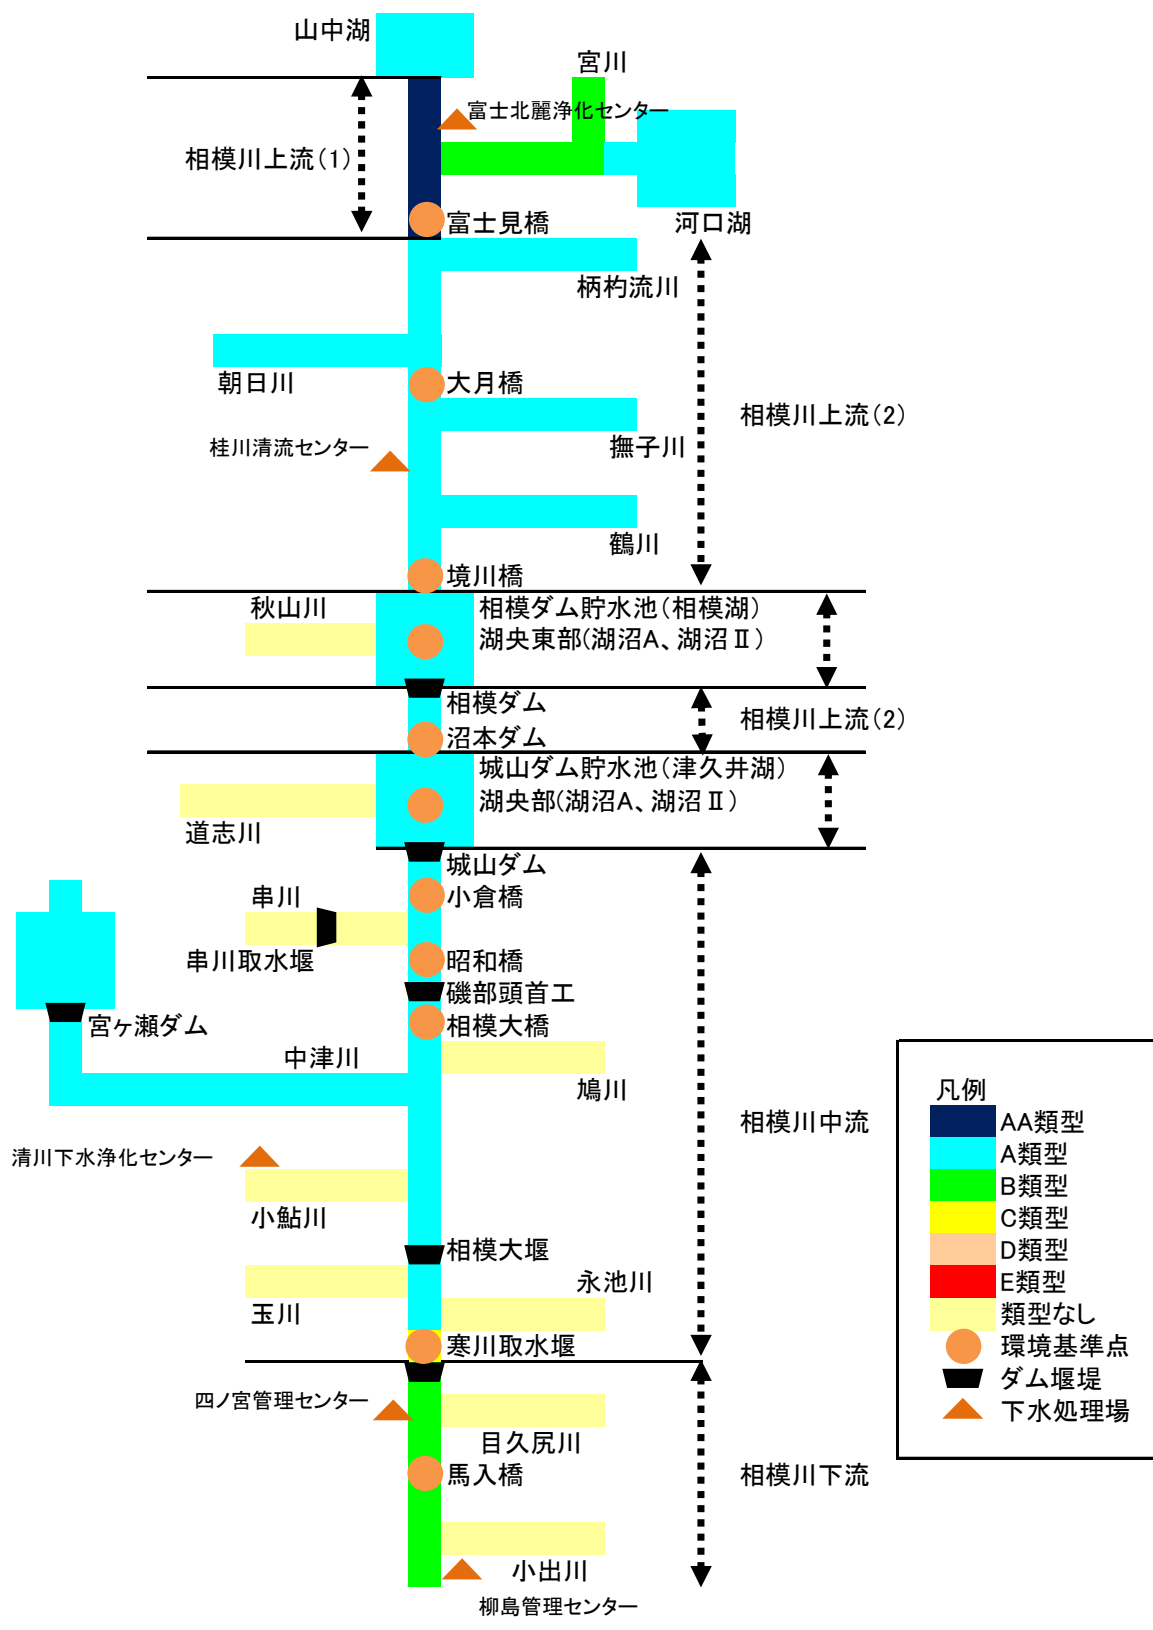 山中湖
宮川
富士北麗浄化センター
相模川上流(1)
富士見橋
河口湖
柄杓流川
朝日川
大月橋
相模川上流(2)
桂川清流センター
撫子川
鶴川
境川橋
秋山川
相模ダム貯水池(相模湖)
湖央東部(湖沼A、湖沼Ⅱ)
相模ダム
相模川上流(2)
沼本ダム
城山ダム貯水池(津久井湖)
湖央部(湖沼A、湖沼Ⅱ)
道志川
城山ダム
串川
小倉橋
串川取水堰
昭和橋
磯部頭首工
宮ヶ瀬ダム
相模大橋
中津川
鳩川
相模川中流
清川下水浄化センター
小鮎川
相模大堰
永池川
玉川
寒川取水堰
四ノ宮管理センター
目久尻川
馬入橋
相模川下流
小出川
柳島管理センター
凡例
AA類型
A類型
B類型
C類型
D類型
E類型
類型なし
環境基準点
ダム堰堤
下水処理場